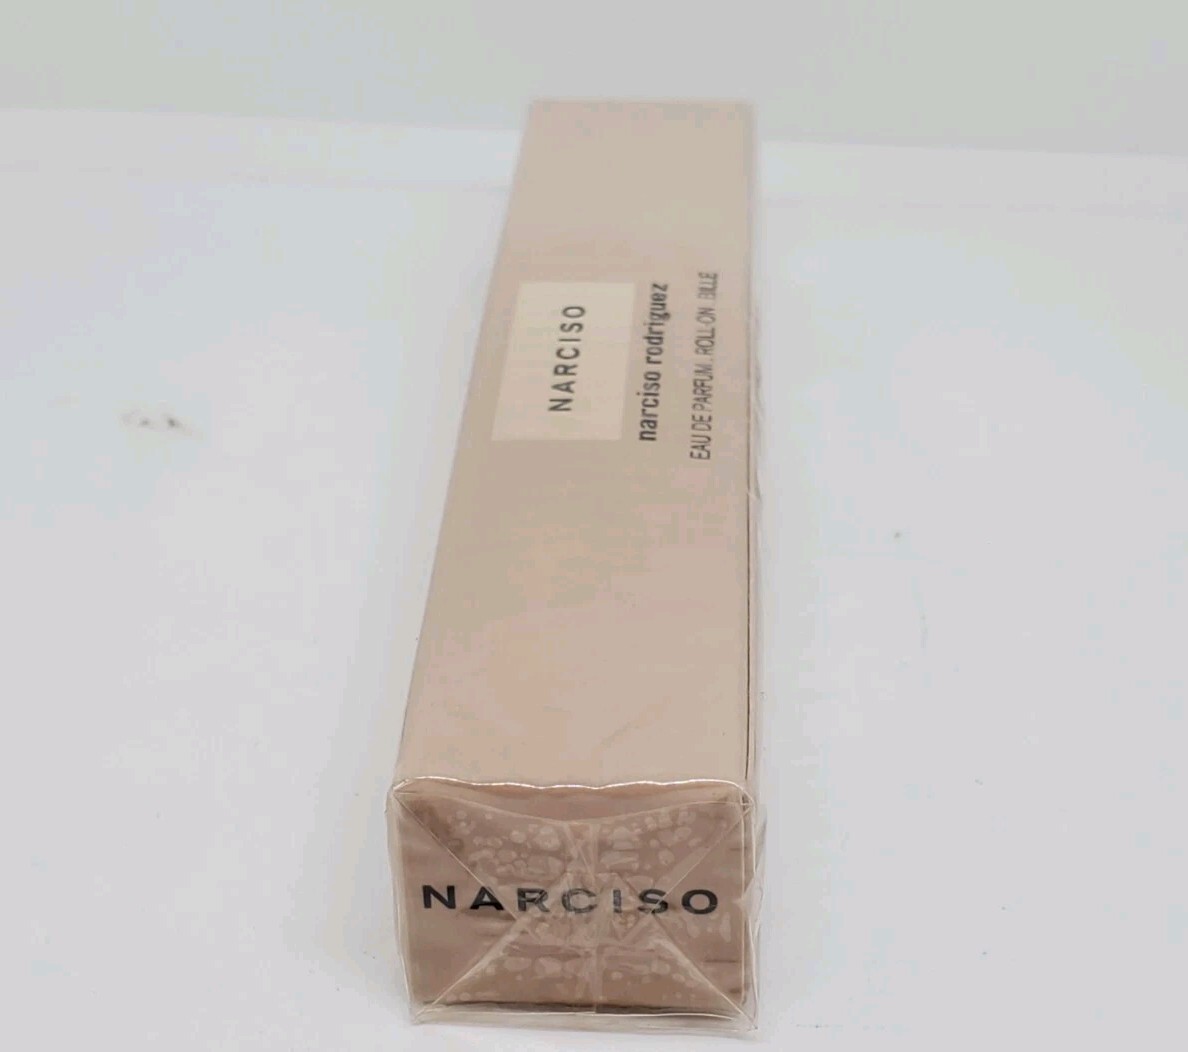 NARCISO
narciso rodriguez
EAU DE PARFUM . ROLL-ON BILLE
NARCISO